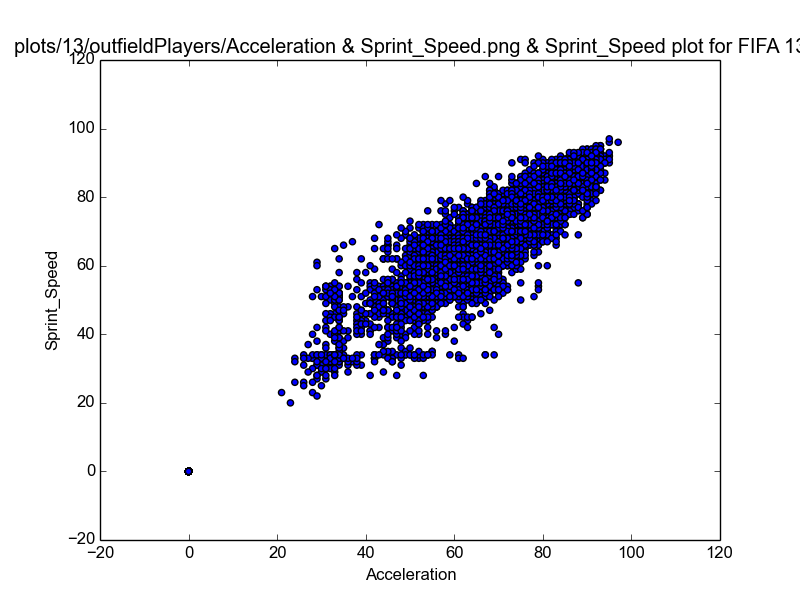 plots/13/outfieldPlayers/Acceleration & Sprint_Speed.png & Sprint_Speed plot for FIFA 13
120
100
80
60
40
20
0
−20
Sprint_Speed
−20 0 20 40 60 80 100 120
Acceleration